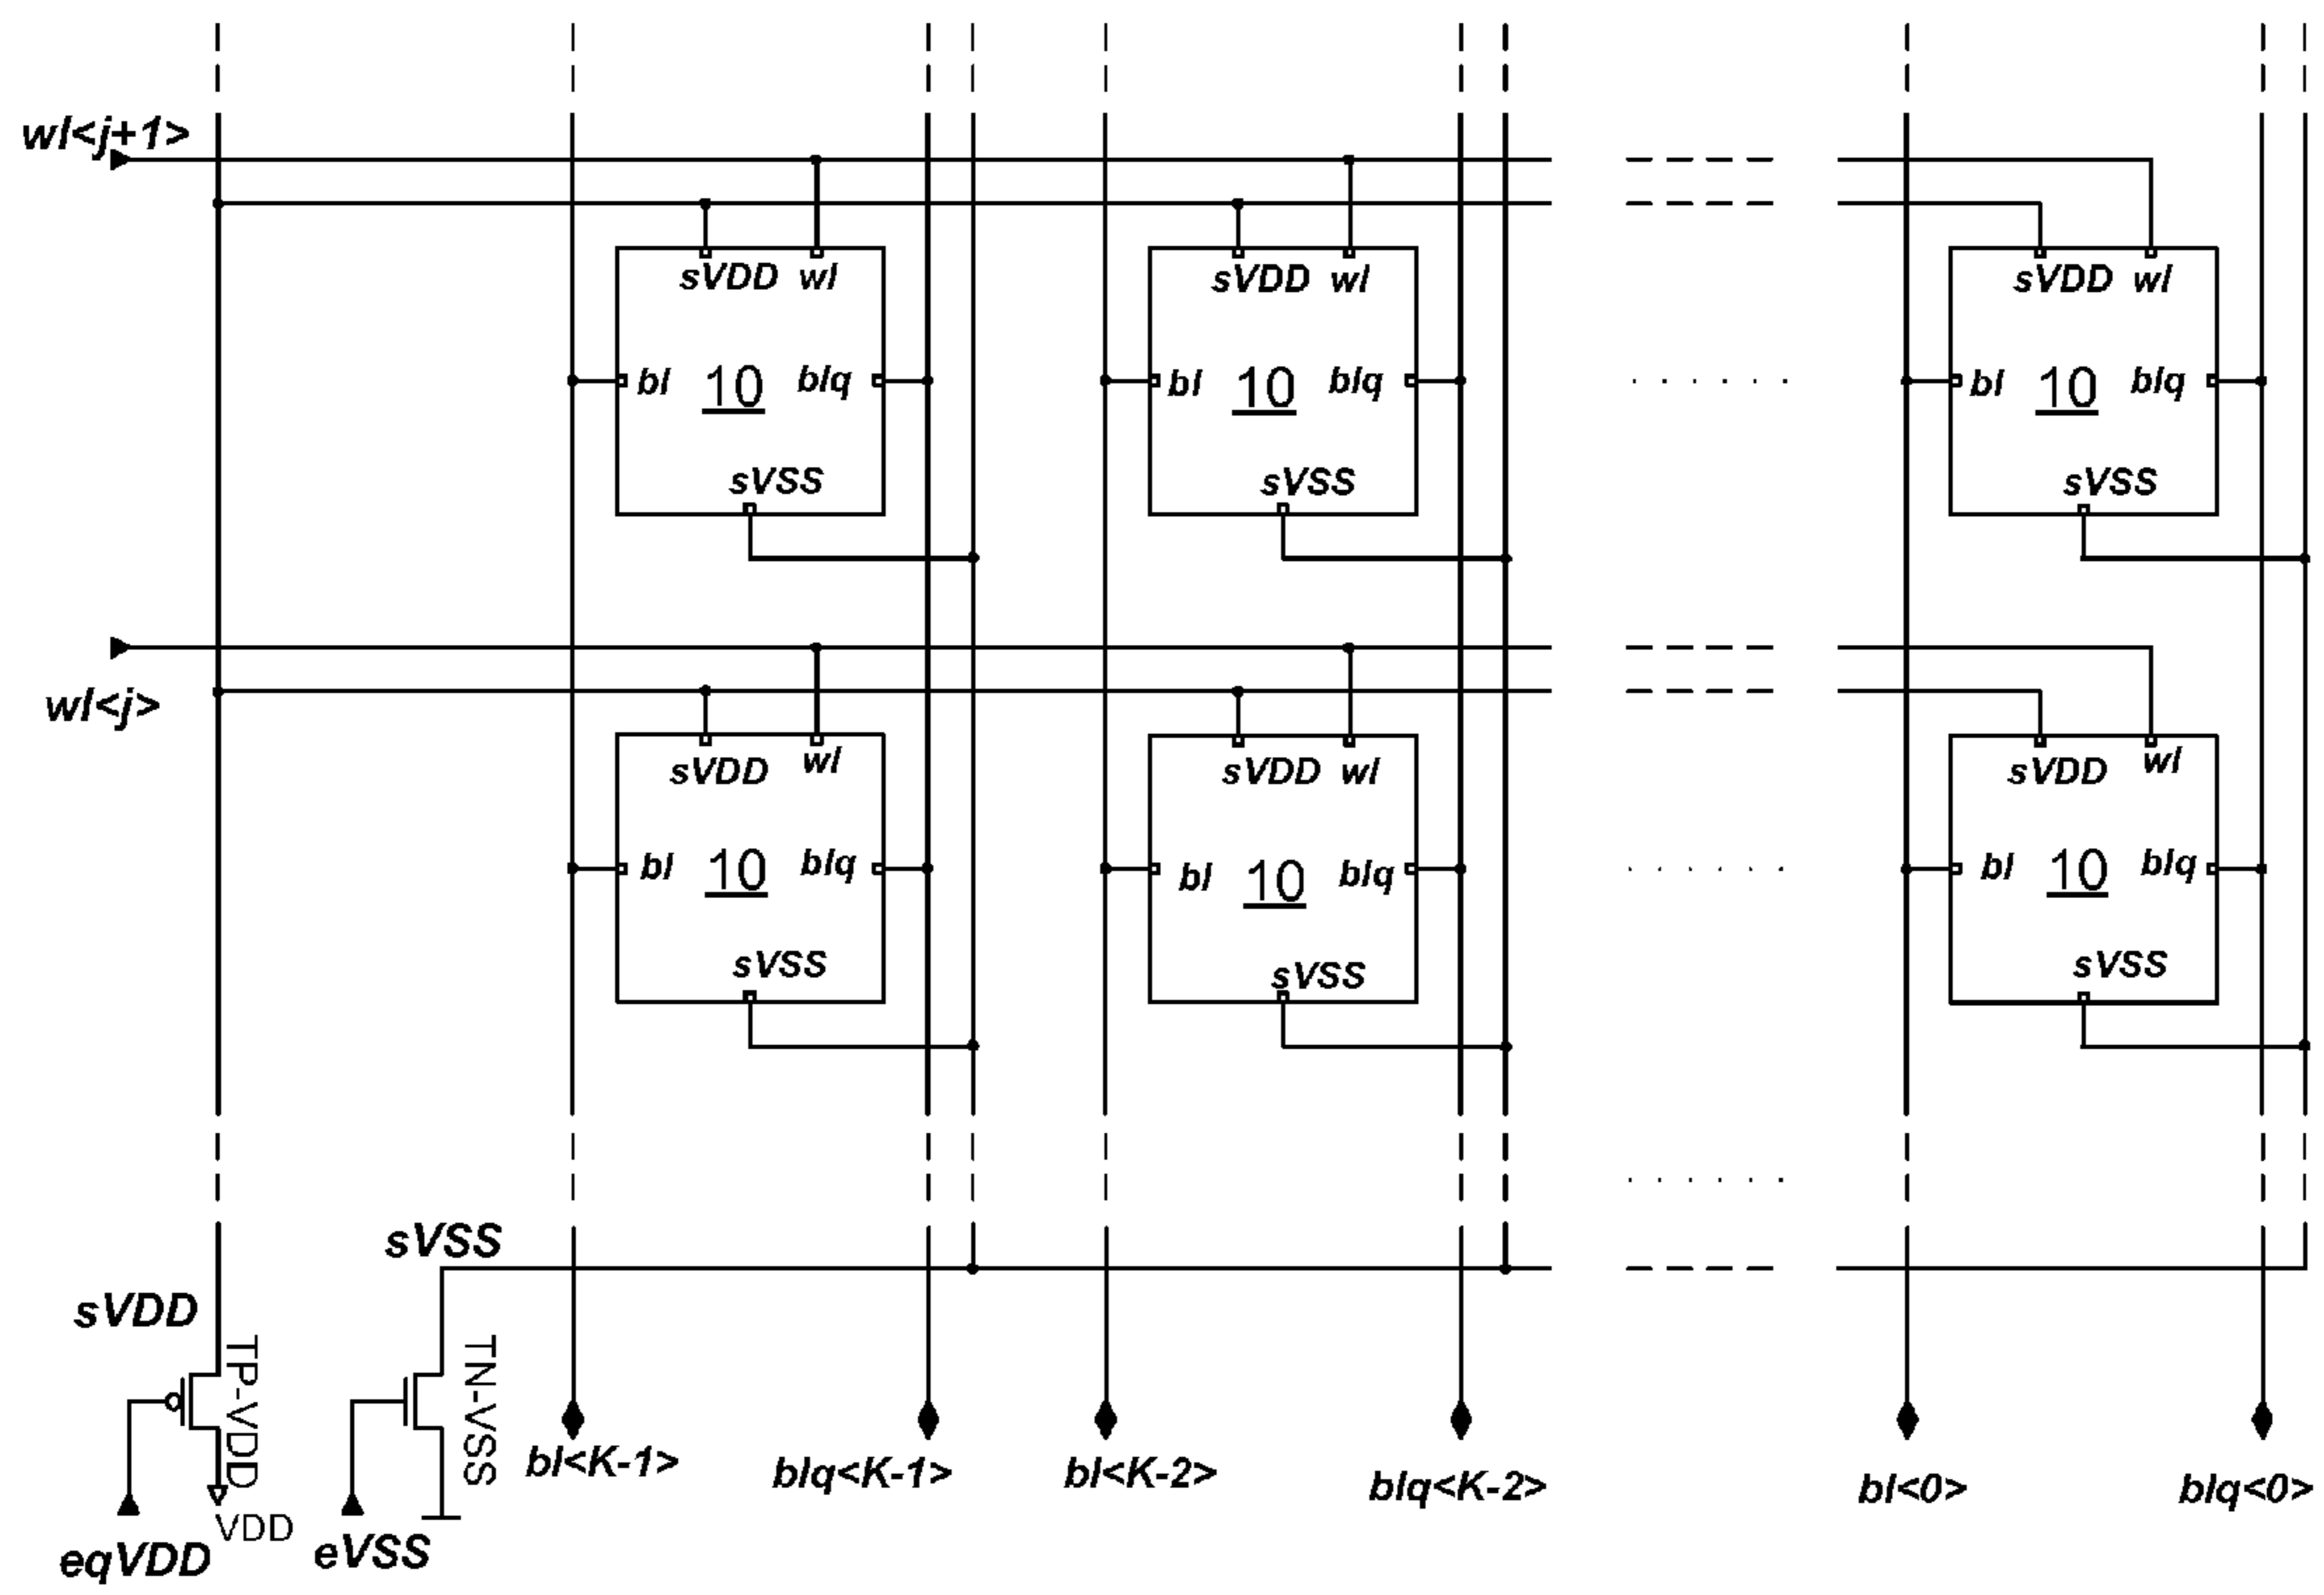 wl<j+1>
sVDD wl
sVDD wl
sVDD wl
bl 10 blq
bl 10 blq
bl 10 blq
sVSS
sVSS
sVSS
wl<j>
sVDD wl
sVDD wl
sVDD wl
bl 10 blq
bl 10 blq
bl 10 blq
sVSS
sVSS
sVSS
sVSS
sVDD
TP-VDD
TN-VSS
bl<K-1>
blq<K-1>
bl<K-2>
blq<K-2>
bl<0>
blq<0>
VDD
eqVDD
eVSS